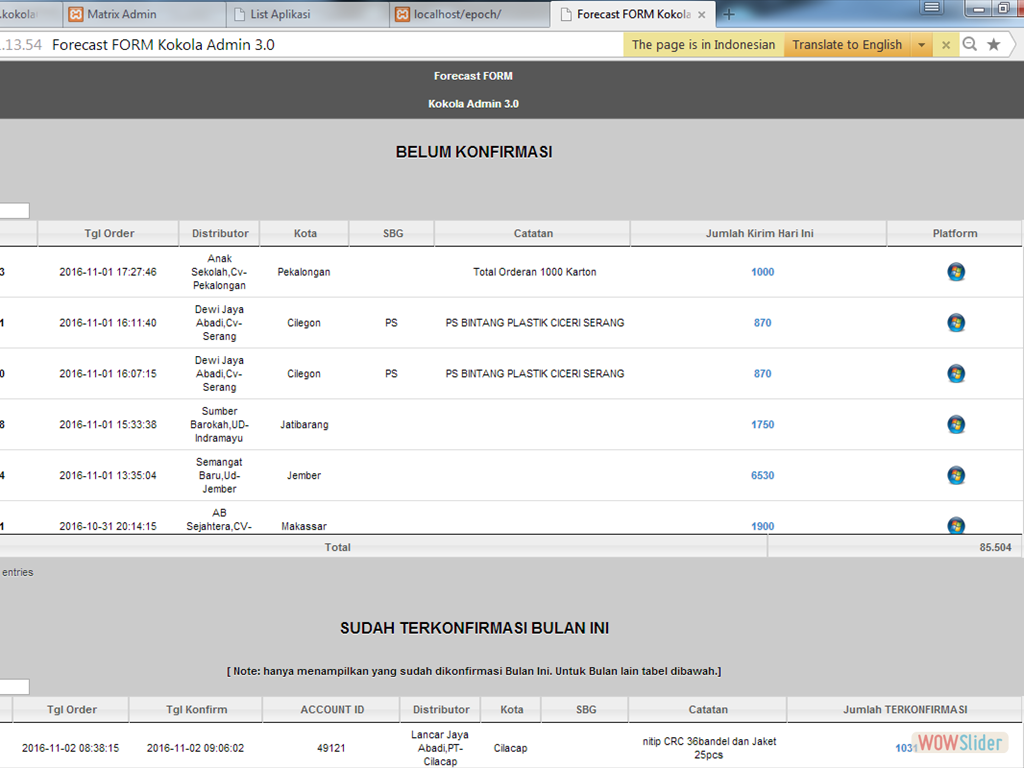 .kokola
Matrix Admin
List Aplikasi
localhost/epoch/
Forecast FORM Kokola
.13.54 Forecast FORM Kokola Admin 3.0
The page is in Indonesian
Translate to English
Forecast FORM
Kokola Admin 3.0
BELUM KONFIRMASI
Tgl Order Distributor Kota SBG Catatan Jumlah Kirim Hari Ini Platform
3 2016-11-01 17:27:46 Anak Sekolah,Cv-Pekalongan Pekalongan Total Orderan 1000 Karton 1000
1 2016-11-01 16:11:40 Dewi Jaya Abadi,Cv-Serang Cilegon PS PS BINTANG PLASTIK CICERI SERANG 870
0 2016-11-01 16:07:15 Dewi Jaya Abadi,Cv-Serang Cilegon PS PS BINTANG PLASTIK CICERI SERANG 870
8 2016-11-01 15:33:38 Sumber Barokah,UD-Indramayu Jatibarang 1750
4 2016-11-01 13:35:04 Semangat Baru,Ud-Jember Jember 6530
1 2016-10-31 20:14:15 AB Sejahtera,CV- Makassar 1900
Total 85.504
entries
SUDAH TERKONFIRMASI BULAN INI
[ Note: hanya menampilkan yang sudah dikonfirmasi Bulan Ini. Untuk Bulan lain tabel dibawah.]
Tgl Order Tgl Konfirm ACCOUNT ID Distributor Kota SBG Catatan Jumlah TERKONFIRMASI
2016-11-02 08:38:15 2016-11-02 09:06:02 49121 Lancar Jaya Abadi,PT-Cilacap Cilacap nitip CRC 36bandel dan Jaket 25pcs 1031
WOWSlider